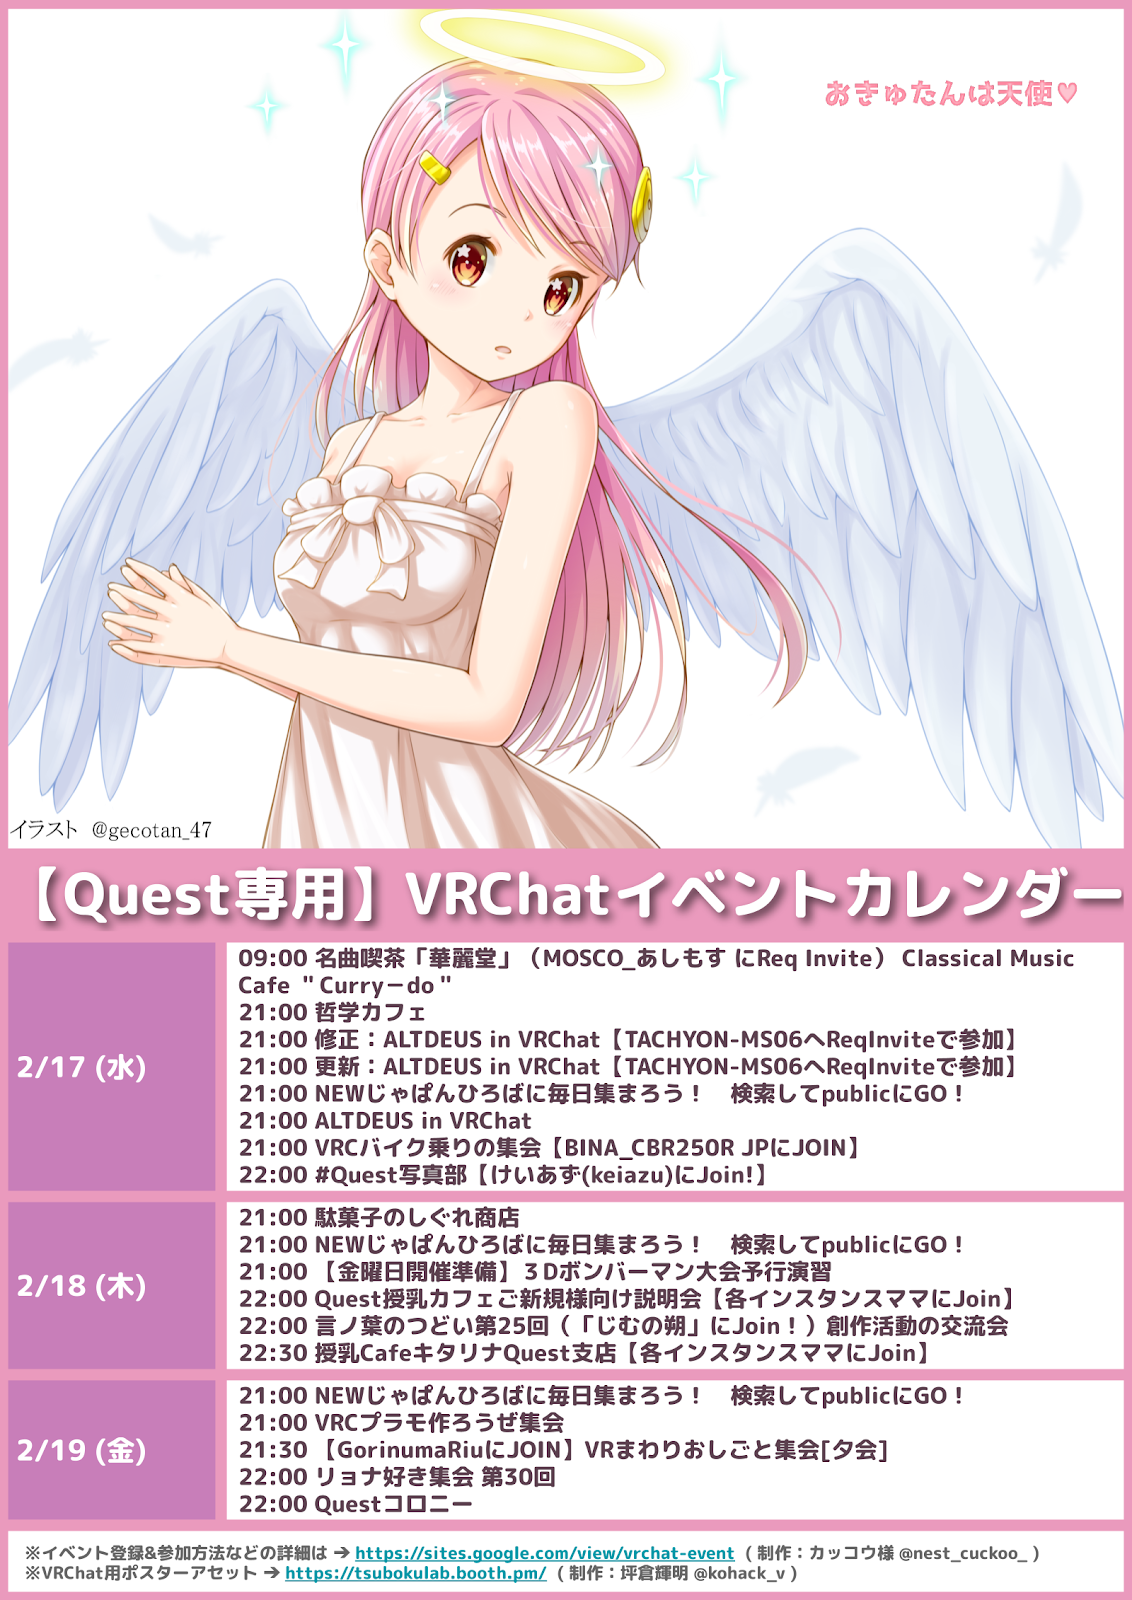 おきゅたんは天使♥
イラスト @gecotan_47
【Quest専用】VRChatイベントカレンダー
2/17 (水)
09:00 名曲喫茶「華麗堂」（MOSCO_あしもす にReq Invite） Classical Music
Cafe ＂Curry－do＂
21:00 哲学カフェ
21:00 修正：ALTDEUS in VRChat【TACHYON-MS06へReqInviteで参加】
21:00 更新：ALTDEUS in VRChat【TACHYON-MS06へReqInviteで参加】
21:00 NEWじゃぱんひろばに毎日集まろう！　検索してpublicにGO！
21:00 ALTDEUS in VRChat
21:00 VRCバイク乗りの集会【BINA_CBR250R JPにJOIN】
22:00 #Quest写真部【けいあず(keiazu)にJoin!】
2/18 (木)
21:00 駄菓子のしぐれ商店
21:00 NEWじゃぱんひろばに毎日集まろう！　検索してpublicにGO！
21:00 【金曜日開催準備】３Dボンバーマン大会予行演習
22:00 Quest授乳カフェご新規様向け説明会【各インスタンスママにJoin】
22:00 言ノ葉のつどい第25回（「じむの朔」にJoin！）創作活動の交流会
22:30 授乳CafeキタリナQuest支店【各インスタンスママにJoin】
2/19 (金)
21:00 NEWじゃぱんひろばに毎日集まろう！　検索してpublicにGO！
21:00 VRCプラモ作ろうぜ集会
21:30 【GorinumaRiuにJOIN】VRまわりおしごと集会[夕会]
22:00 リョナ好き集会 第30回
22:00 Questコロニー
※イベント登録&参加方法などの詳細は → https://sites.google.com/view/vrchat-event （制作：カッコウ様 @nest_cuckoo_ ）
※VRChat用ポスターアセット → https://tsubokulab.booth.pm/ （制作：坪倉輝明 @kohack_v ）